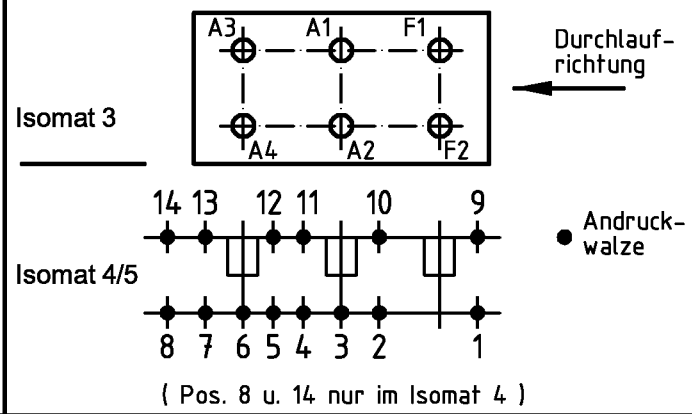 A3 A1 F1
Durchlauf-
richtung
Isomat 3
A4 A2 F2
14 13 12 11 10 9
Andruck-
walze
Isomat 4/5
8 7 6 5 4 3 2 1
( Pos. 8 u. 14 nur im Isomat 4 )